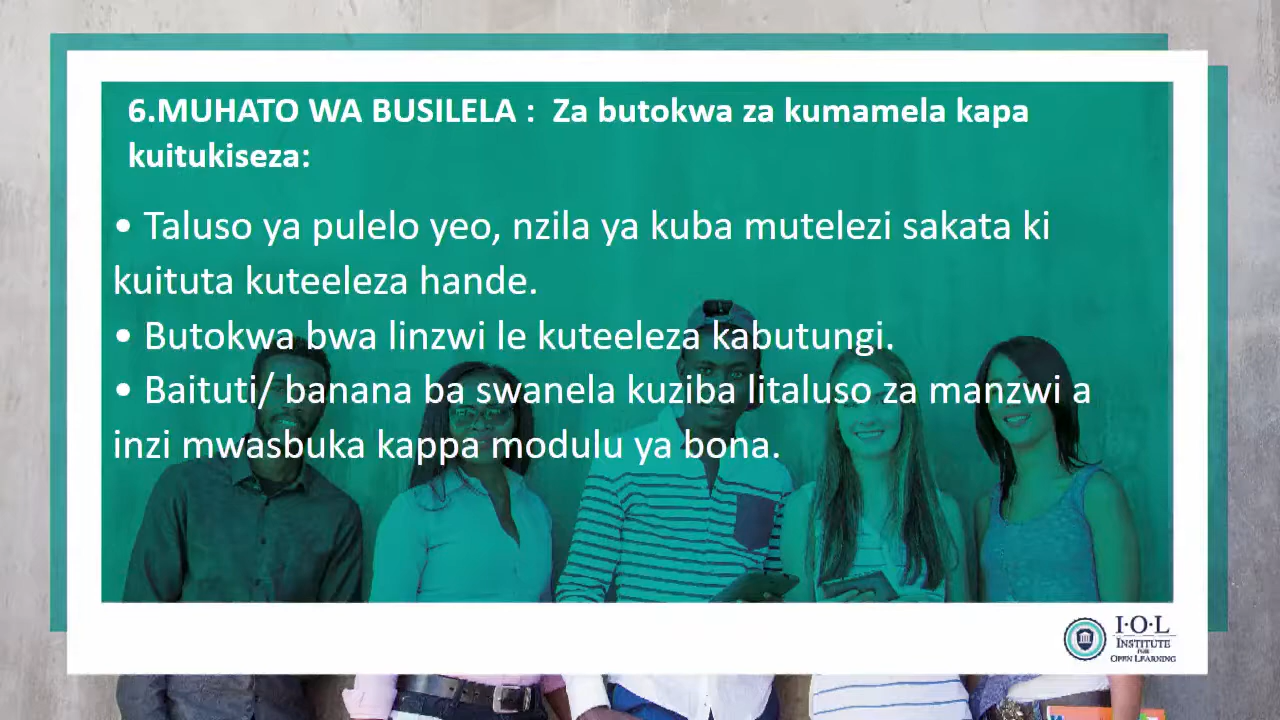 6.MUHATO WA BUSILELA : Za butokwa za kumamela kapa
kuitukiseza:
• Taluso ya pulelo yeo, nzila ya kuba mutelezi sakata ki
kuituta kuteeleza hande.
• Butokwa bwa linzwi le kuteeleza kabutungi.
• Baituti/ banana ba swanela kuziba litaluso za manzwi a
inzi mwasbuka kappa modulu ya bona.
I·O·L
INSTITUTE
FOR
OPEN LEARNING